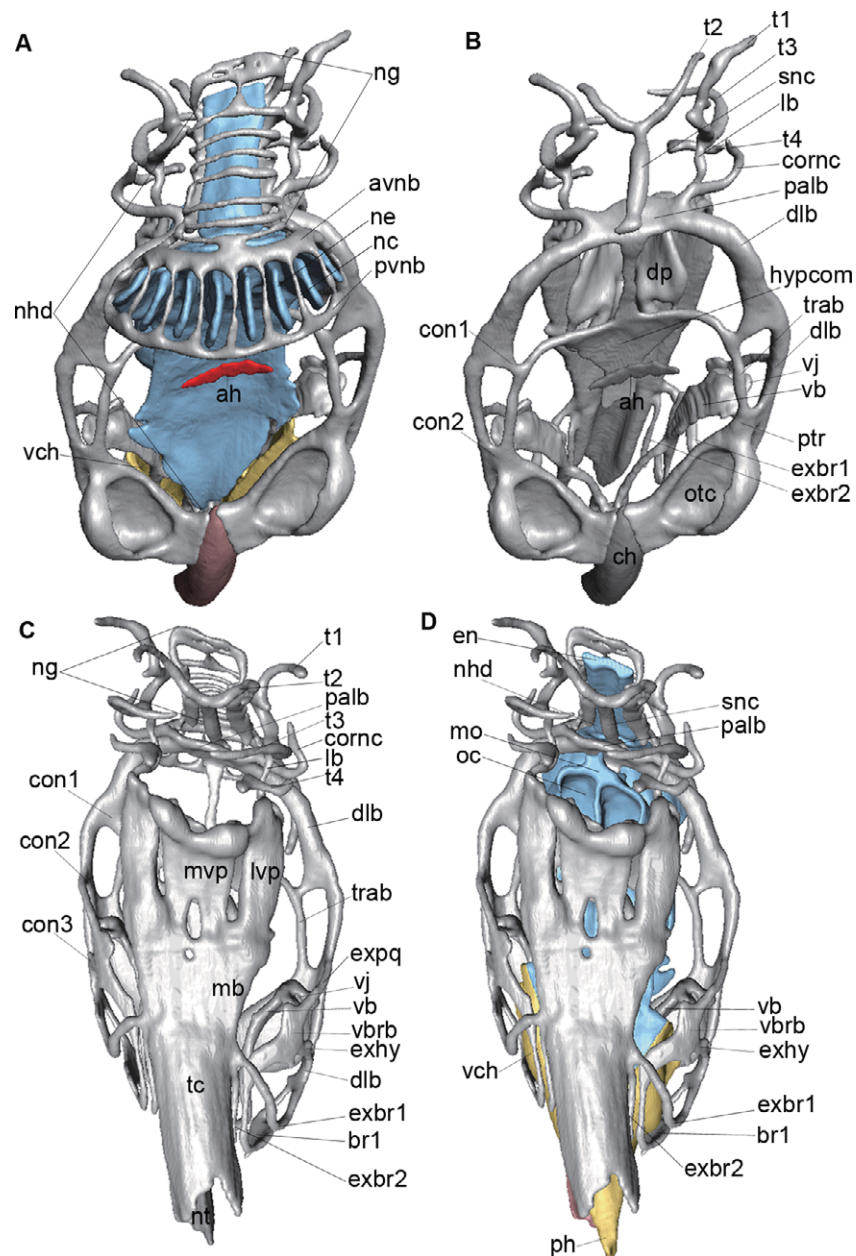 A
ng
avnb
ne
nc
pvnb
nhd
ah
vch
B
t2
t1
t3
snc
lb
t4
cornc
palb
dlb
dp
hypcom
trab
con1
dlb
vj
vb
ah
con2
ptr
exbr1
otc
exbr2
ch
C
t1
ng
t2
palb
t3
cornc
lb
con1
t4
dlb
con2
mvp
lvp
trab
con3
expq
mb
vj
vb
vbrb
exhy
tc
dlb
exbr1
br1
exbr2
nt
D
en
nhd
snc
mo
palb
oc
vb
vbrb
vch
exhy
exbr1
br1
exbr2
ph